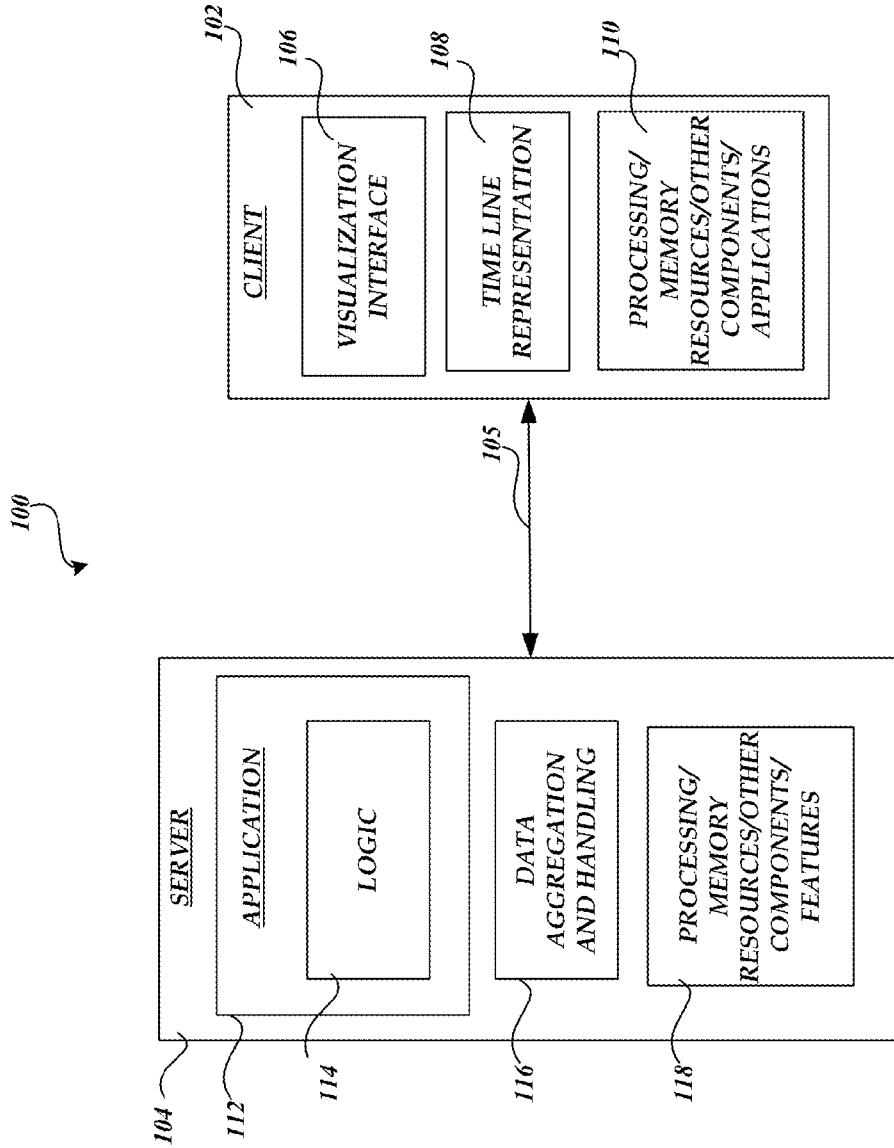 100
SERVER
104
APPLICATION
112
LOGIC
114
DATA
AGGREGATION
AND HANDLING
116
PROCESSING/
MEMORY
RESOURCES/OTHER
COMPONENTS/
FEATURES
118
105
CLIENT
102
VISUALIZATION
INTERFACE
106
TIME LINE
REPRESENTATION
108
PROCESSING/
MEMORY
RESOURCES/OTHER
COMPONENTS/
APPLICATIONS
110